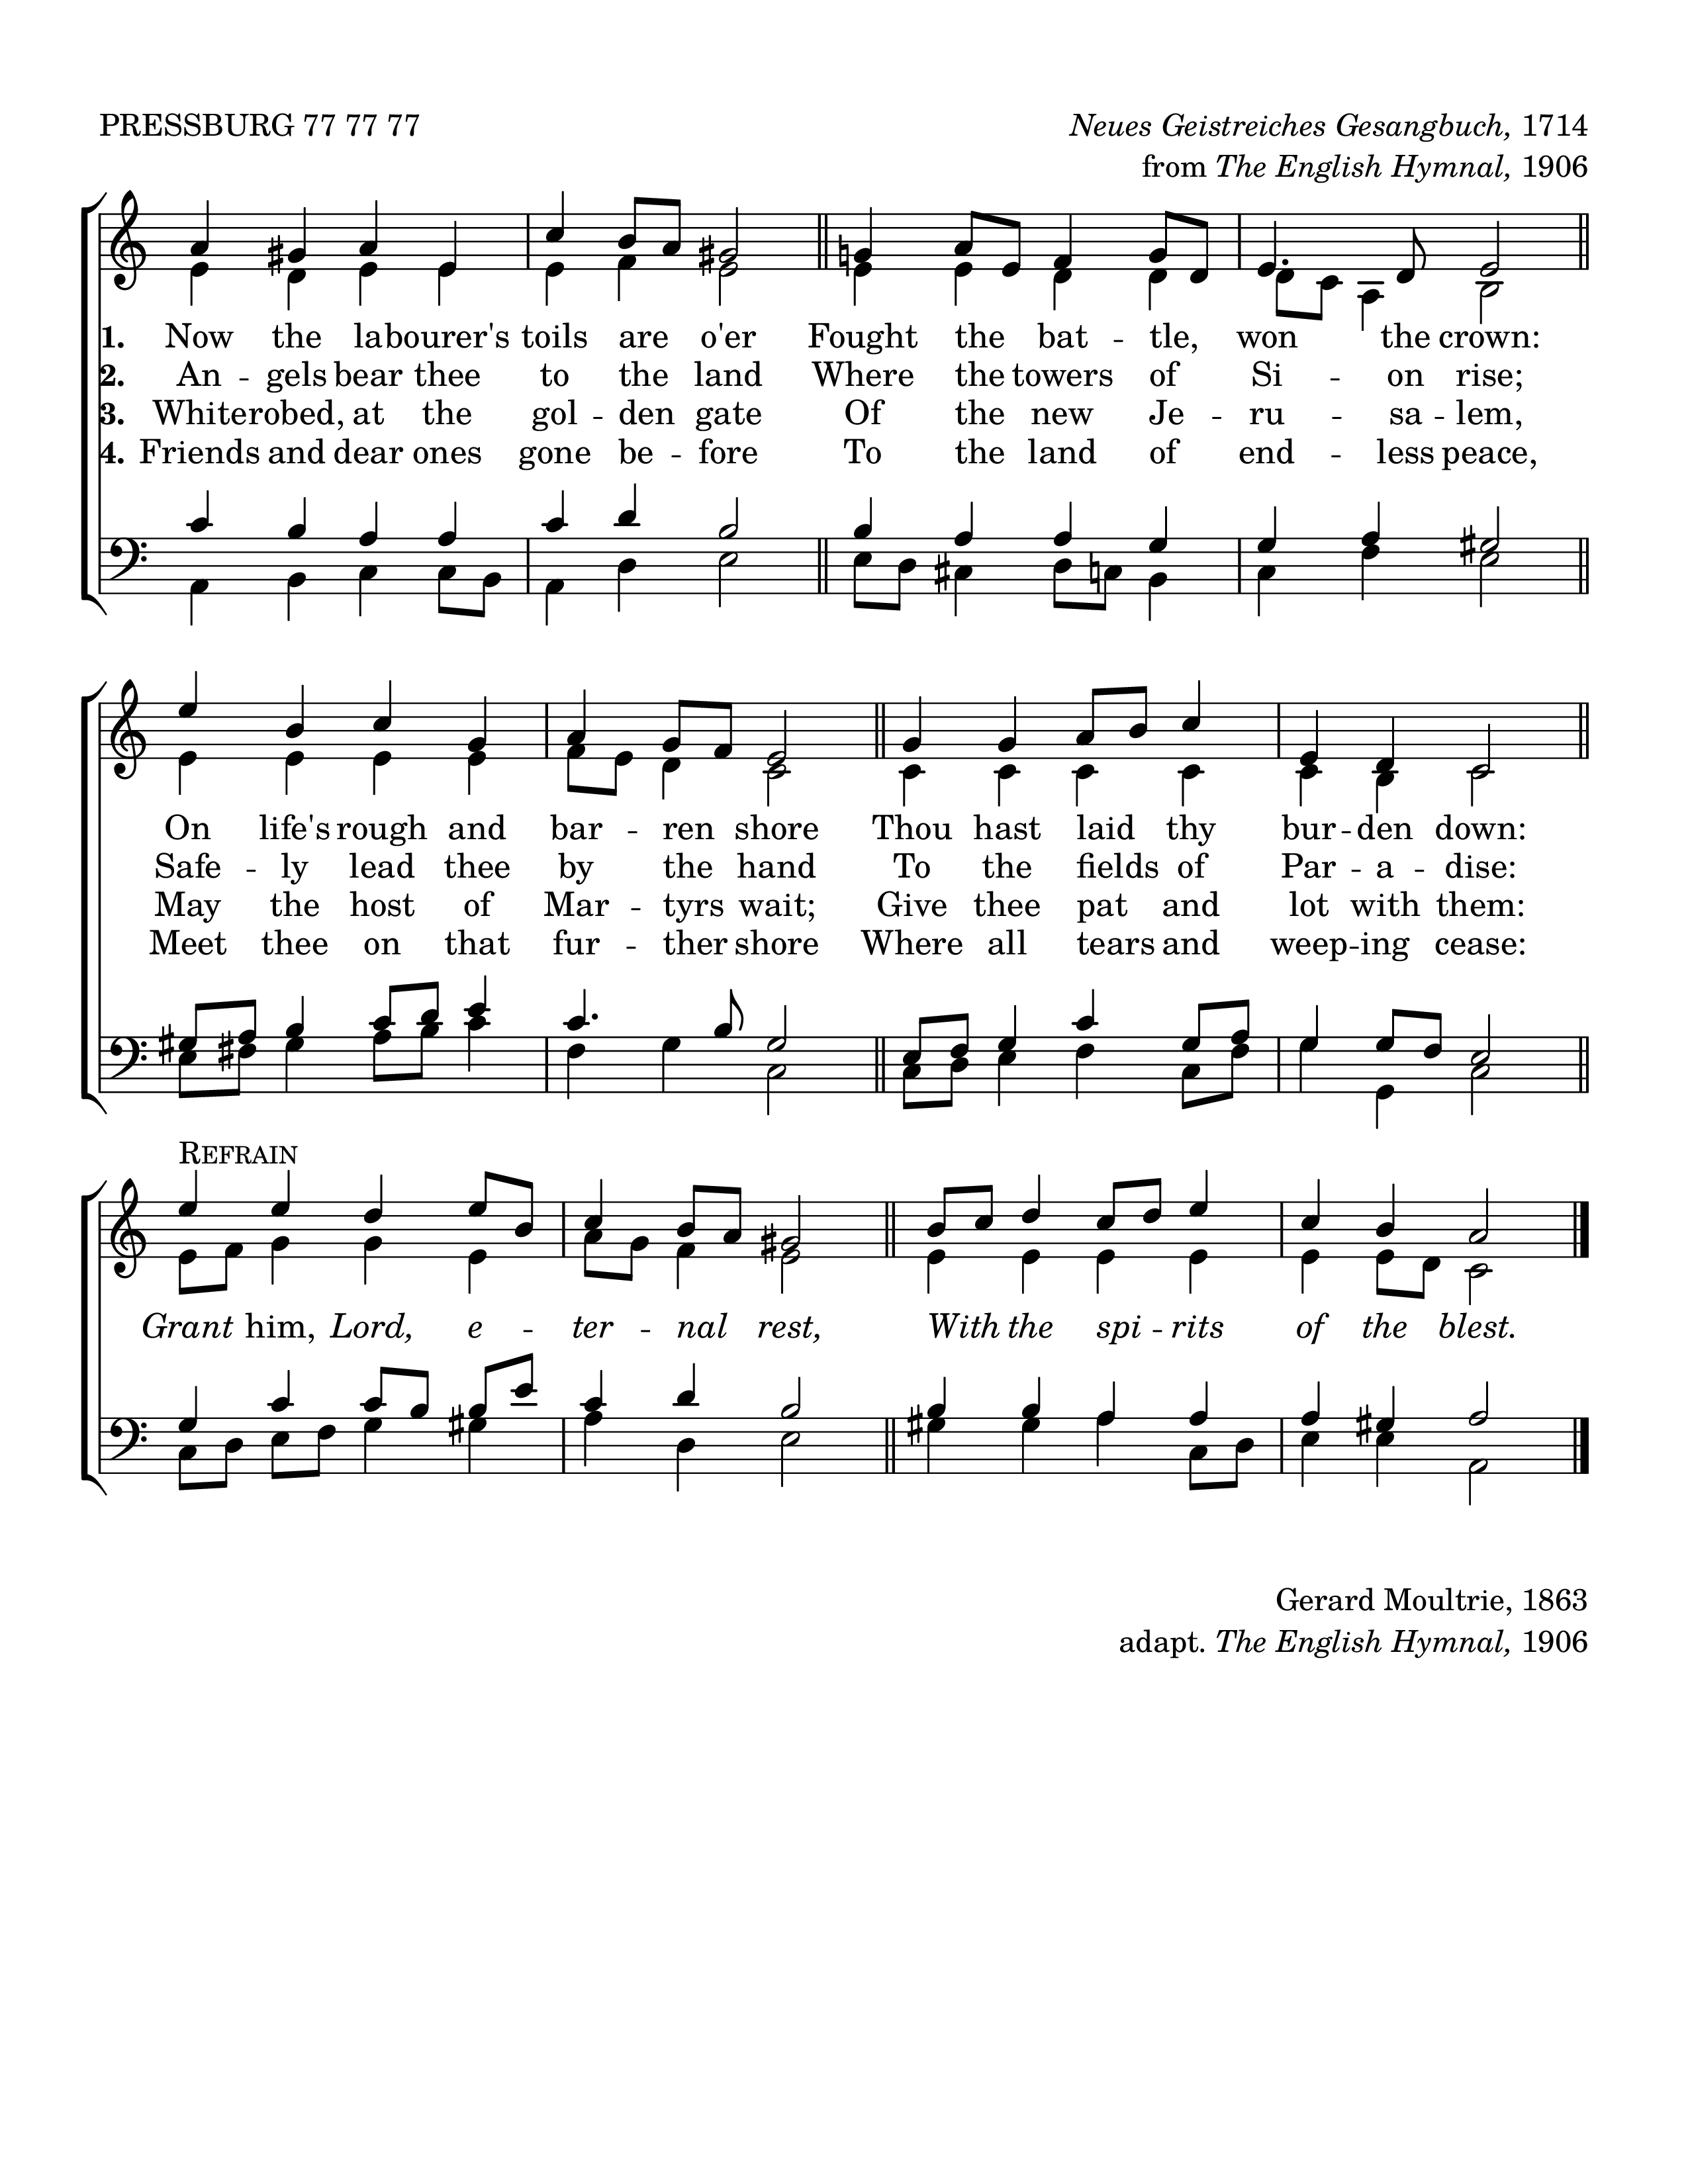 PRESSBURG 77 77 77
Neues Geistreiches Gesangbuch, 1714
from The English Hymnal, 1906
1. Now the labourer's toils are o'er Fought the bat -- tle, won the crown:
2. An -- gels bear thee to the land Where the towers of Si -- on rise;
3. Whiterobed, at the gol -- den gate Of the new Je -- ru -- sa -- lem,
4. Friends and dear ones gone be -- fore To the land of end -- less peace,
On life's rough and bar -- ren shore Thou hast laid thy bur -- den down:
Safe -- ly lead thee by the hand To the fields of Par -- a -- dise:
May the host of Mar -- tyrs wait; Give thee pat and lot with them:
Meet thee on that fur -- ther shore Where all tears and weep -- ing cease:
REFRAIN
Grant him, Lord, e -- ter -- nal rest, With the spi -- rits of the blest.
Gerard Moultrie, 1863
adapt. The English Hymnal, 1906